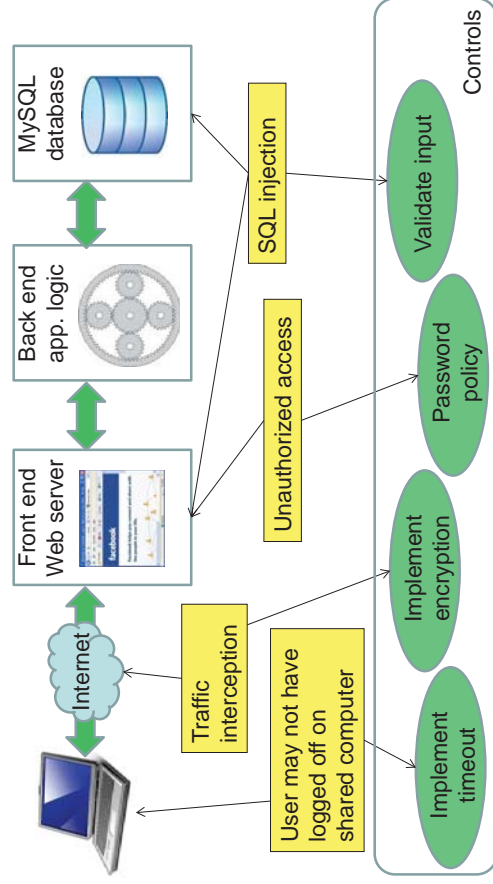 Internet
Front end
Web server
facebook
Back end
app. logic
MySQL
database
Traffic
interception
User may not have
logged off on
shared computer
Unauthorized access
SQL injection
Implement
timeout
Implement
encryption
Password
policy
Validate input
Controls